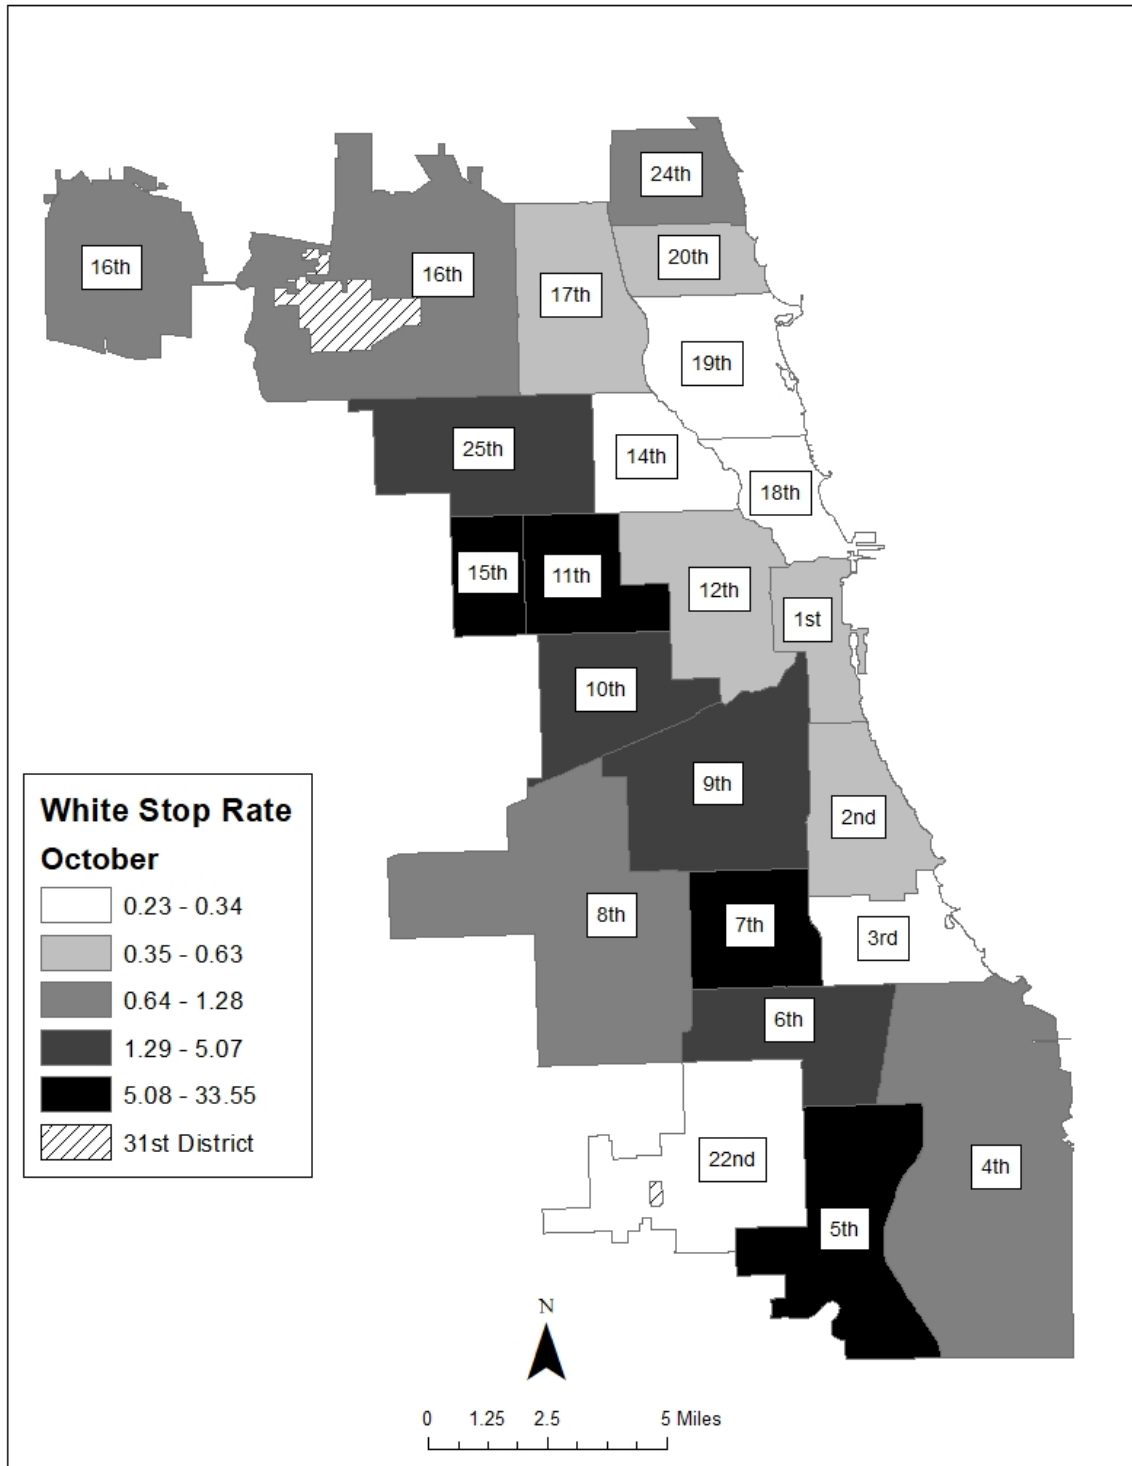 24th
20th
16th
16th
17th
19th
25th
14th
18th
15th
11th
12th
1st
10th
9th
2nd
8th
7th
3rd
6th
22nd
4th
5th
White Stop Rate
October
0.23 - 0.34
0.35 - 0.63
0.64 - 1.28
1.29 - 5.07
5.08 - 33.55
31st District
N
0 1.25 2.5 5 Miles